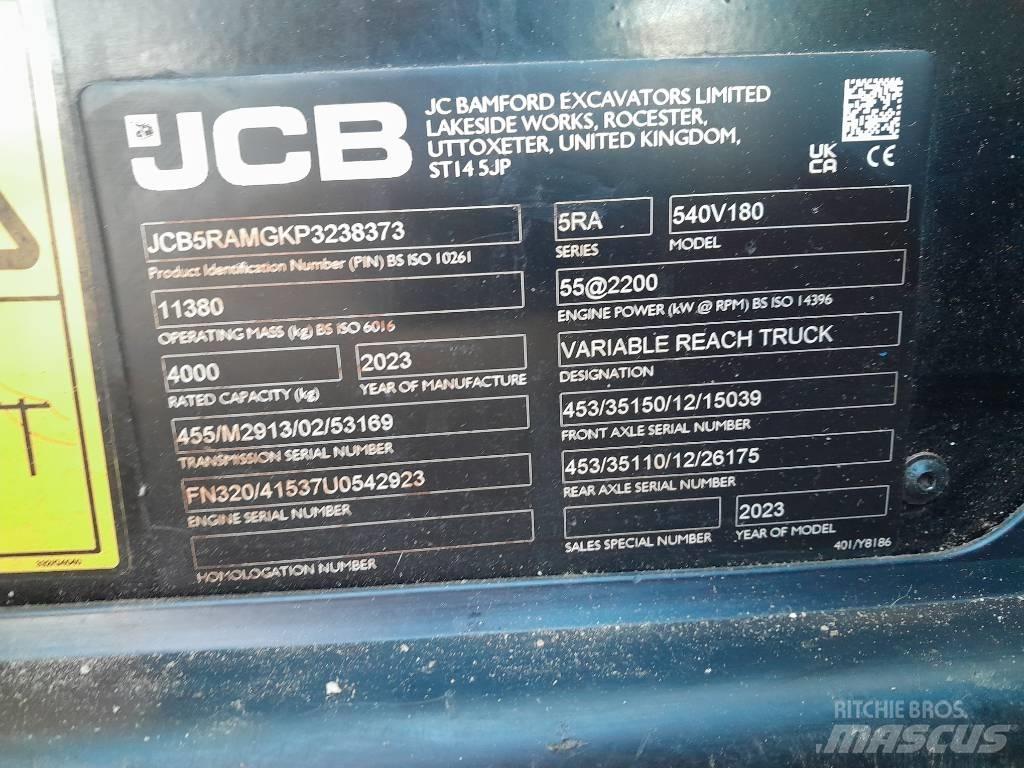 JCB
JC BAMFORD EXCAVATORS LIMITED
LAKESIDE WORKS, ROCESTER,
UTTOXETER, UNITED KINGDOM,
ST14 5JP
UK
CA
CE
JCB5RAMGKP3238373
Product Identification Number (PIN) BS ISO 10261
5RA
SERIES
540V180
MODEL
11380
OPERATING MASS (kg) BS ISO 6016
55@2200
ENGINE POWER (kW @ RPM) BS ISO 14396
4000
RATED CAPACITY (kg)
2023
YEAR OF MANUFACTURE
VARIABLE REACH TRUCK
DESIGNATION
455/M2913/02/53169
TRANSMISSION SERIAL NUMBER
453/35150/12/15039
FRONT AXLE SERIAL NUMBER
FN320/41537U0542923
ENGINE SERIAL NUMBER
453/35110/12/26175
REAR AXLE SERIAL NUMBER
HOMOLOGATION NUMBER
SALES SPECIAL NUMBER
2023
YEAR OF MODEL
401/Y8186
RITCHIE BROS.
MASCUS